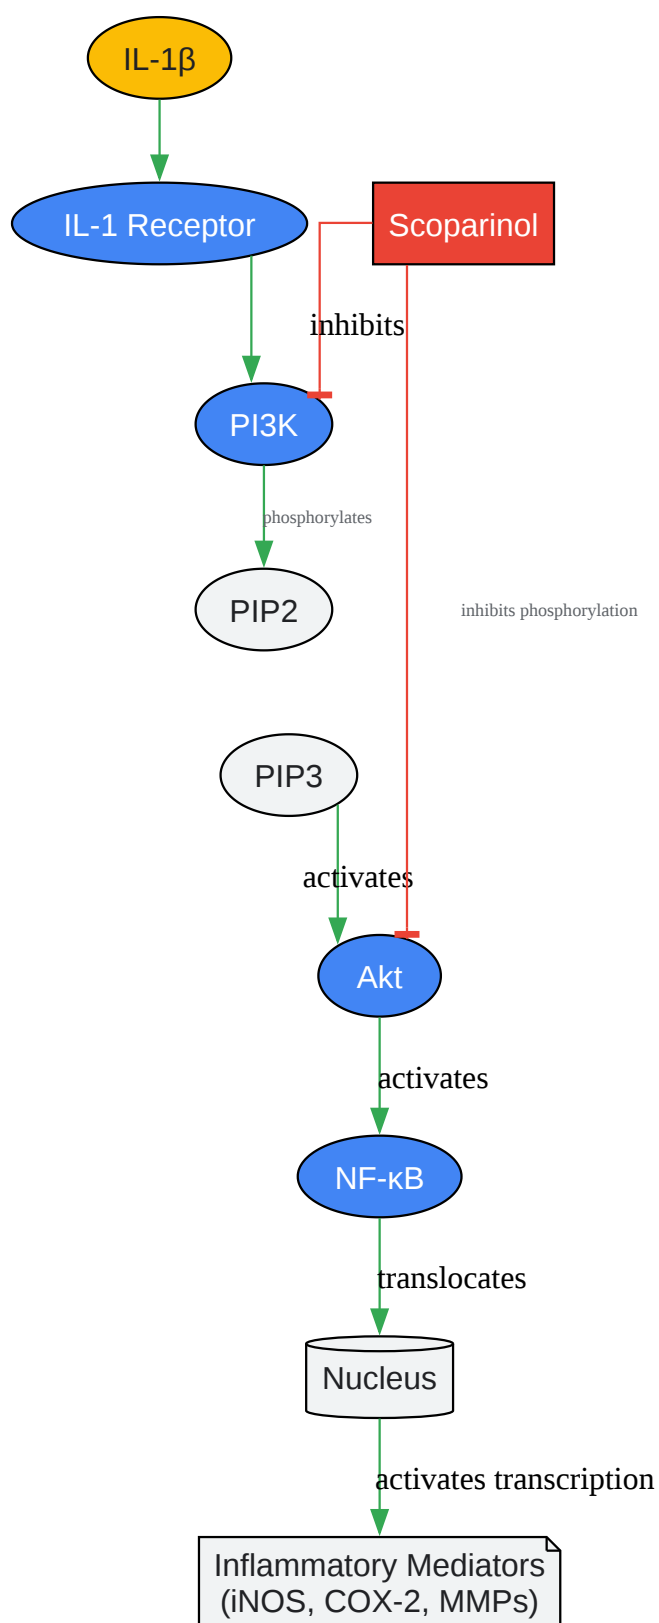 IL-1β
IL-1 Receptor
Scoparinol
inhibits
PI3K
phosphorylates
PIP2
inhibits phosphorylation
PIP3
activates
Akt
activates
NF-κB
translocates
Nucleus
activates transcription
Inflammatory Mediators
(iNOS, COX-2, MMPs)